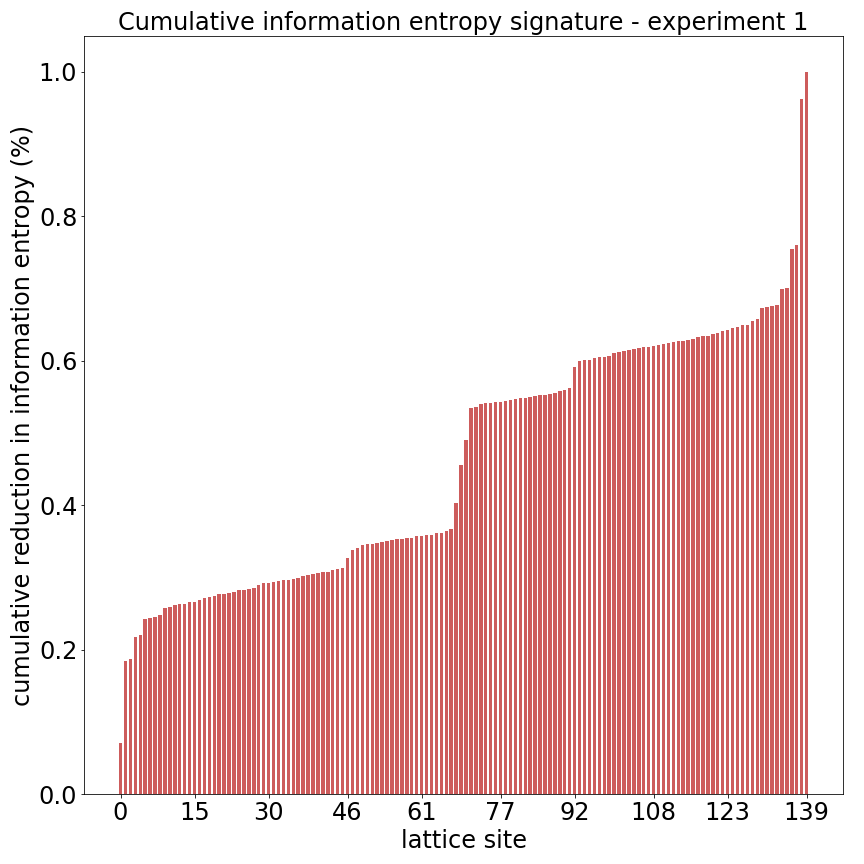 Cumulative information entropy signature - experiment 1
cumulative reduction in information entropy (%)
1.0
0.8
0.6
0.4
0.2
0.0
0 15 30 46 61 77 92 108 123 139
lattice site